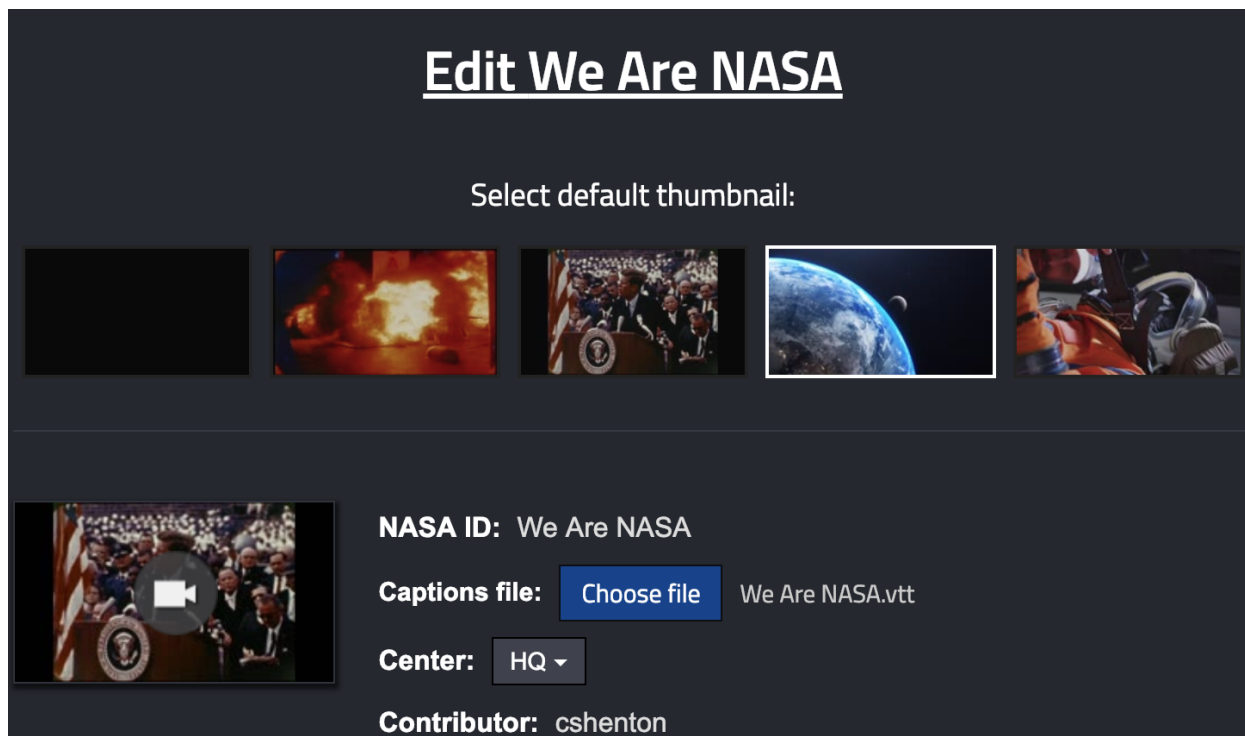 Edit We Are NASA
Select default thumbnail:
NASA ID: We Are NASA
Captions file: Choose file We Are NASA.vtt
Center: HQ
Contributor: cshenton